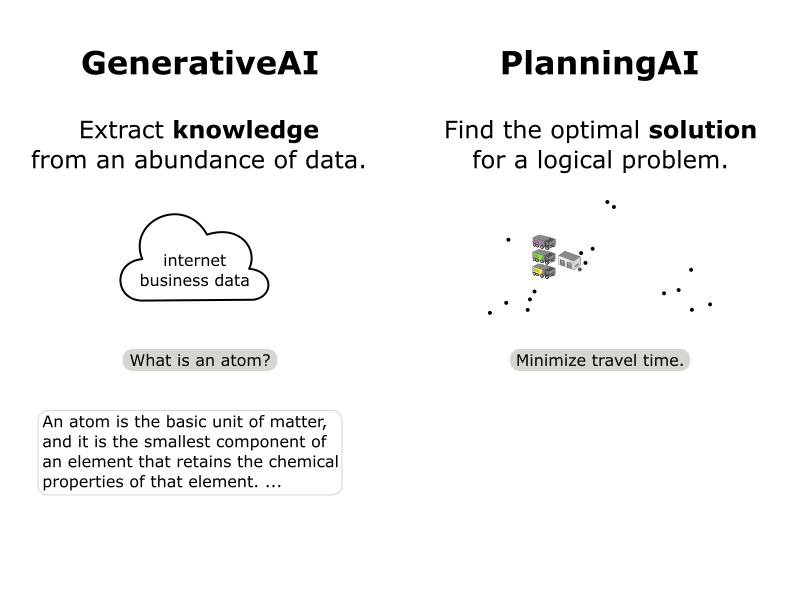 GenerativeAI
Extract knowledge
from an abundance of data.
internet
business data
What is an atom?
An atom is the basic unit of matter,
and it is the smallest component of
an element that retains the chemical
properties of that element. ...
PlanningAI
Find the optimal solution
for a logical problem.
Minimize travel time.